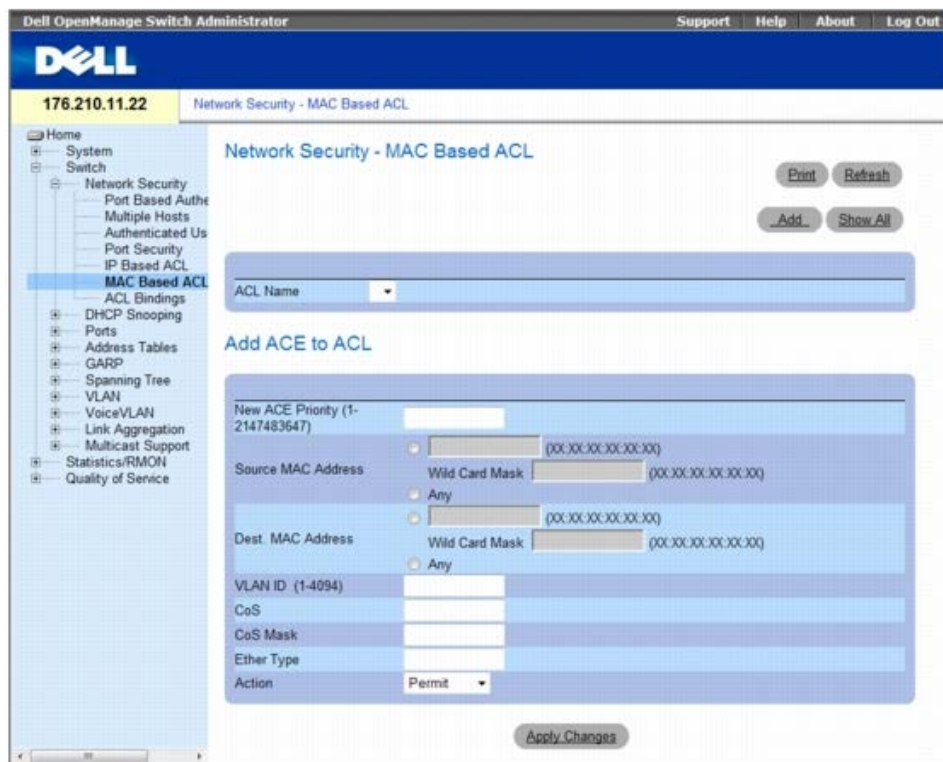 Dell OpenManage Switch Administrator
Support Help About Log Out
DELL
176.210.11.22
Network Security - MAC Based ACL
Home
System
Switch
Network Security
Port Based Authe
Multiple Hosts
Authenticated Us
Port Security
IP Based ACL
MAC Based ACL
ACL Bindings
DHCP Snooping
Ports
Address Tables
GARP
Spanning Tree
VLAN
VoiceVLAN
Link Aggregation
Multicast Support
Statistics/RMON
Quality of Service
Network Security - MAC Based ACL
Print Refresh
Add Show All
ACL Name
Add ACE to ACL
New ACE Priority (1-
2147483647)
(XX:XX:XX:XX:XX:XX)
Source MAC Address
Wild Card Mask (XX:XX:XX:XX:XX:XX)
Any
(XX:XX:XX:XX:XX:XX)
Dest. MAC Address
Wild Card Mask (XX:XX:XX:XX:XX:XX)
Any
VLAN ID (1-4094)
CoS
CoS Mask
Ether Type
Action Permit
Apply Changes